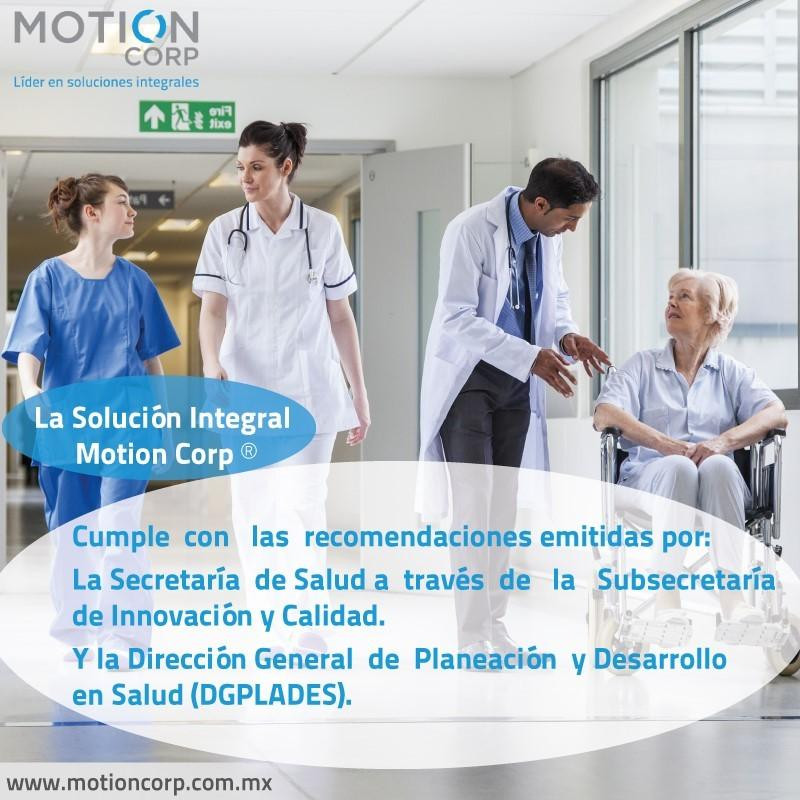 MOTION
CORP
Líder en soluciones integrales
Fire
exit
La Solución Integral
Motion Corp ®
Cumple con las recomendaciones emitidas por:
La Secretaría de Salud a través de la Subsecretaría
de Innovación y Calidad.
Y la Dirección General de Planeación y Desarrollo
en Salud (DGPLADES).
www.motioncorp.com.mx